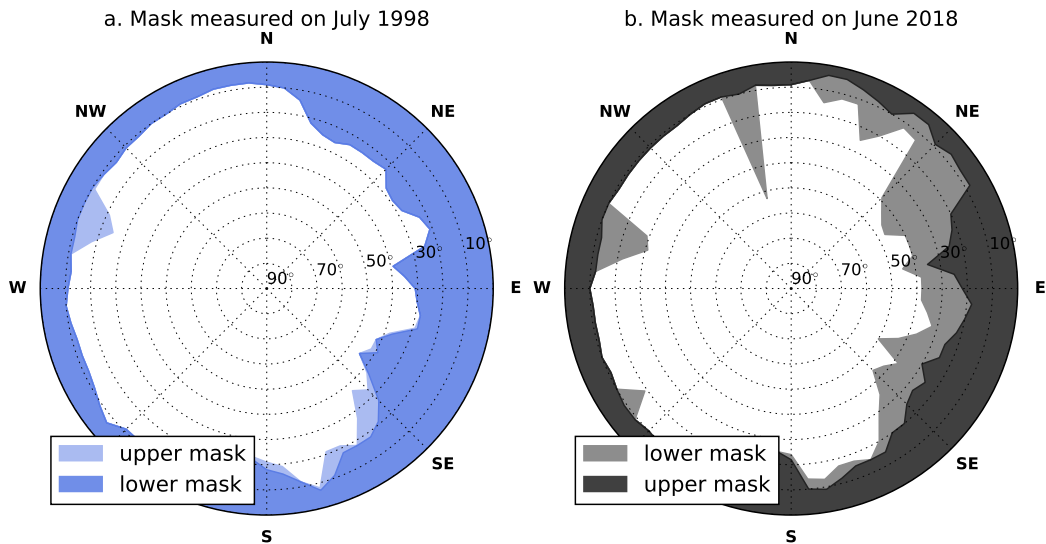 a. Mask measured on July 1998
N
NW
NE
W
E
10°
30°
50°
70°
90°
SE
S
upper mask
lower mask
b. Mask measured on June 2018
N
NW
NE
W
E
10°
30°
50°
70°
90°
SE
S
lower mask
upper mask